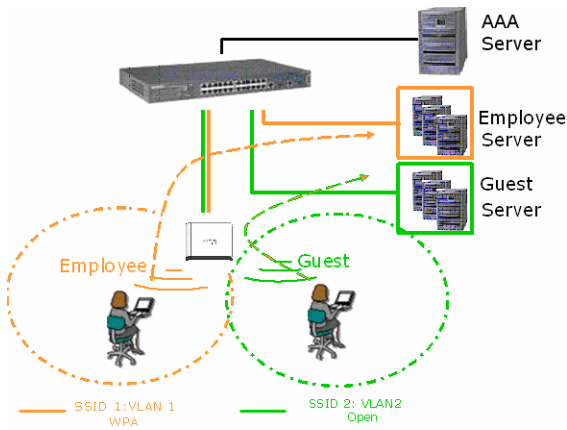 AAA
Server
Employee
Server
Guest
Server
Employee
Guest
SSID 1:VLAN 1
WPA
SSID 2: VLAN2
Open